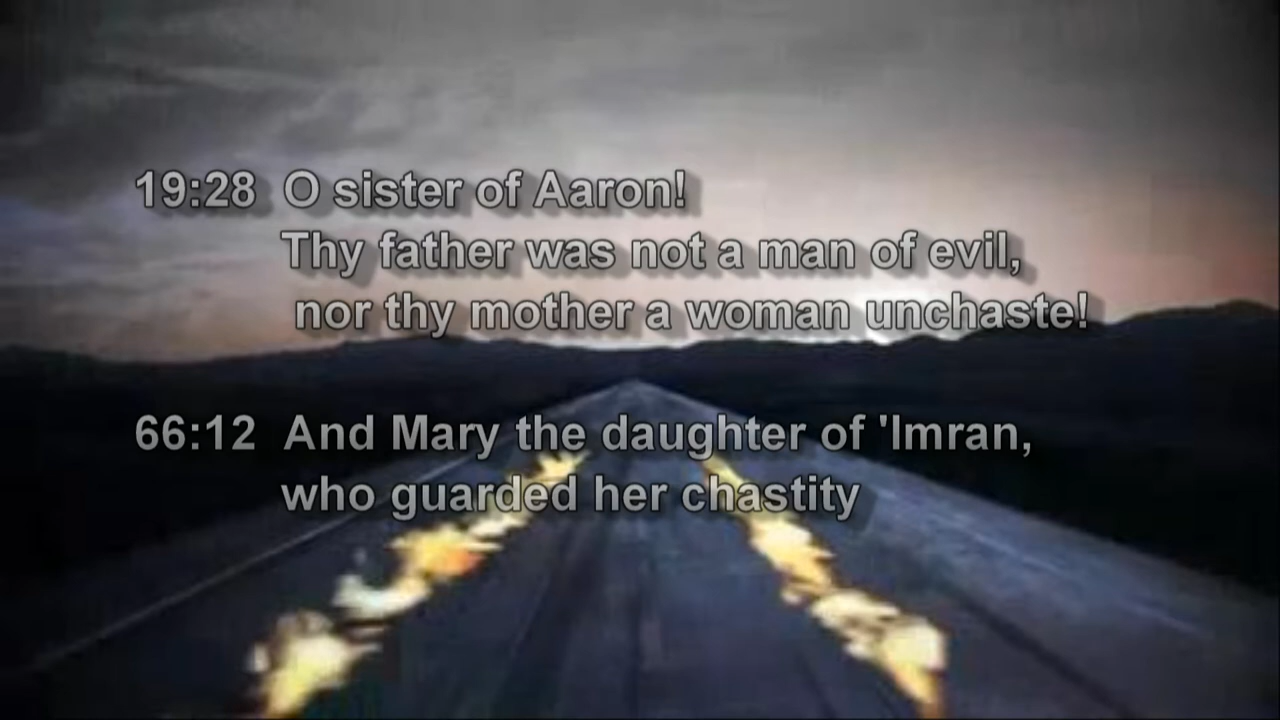 19:28 O sister of Aaron!
Thy father was not a man of evil,
nor thy mother a woman unchaste!
66:12 And Mary the daughter of 'Imran,
who guarded her chastity